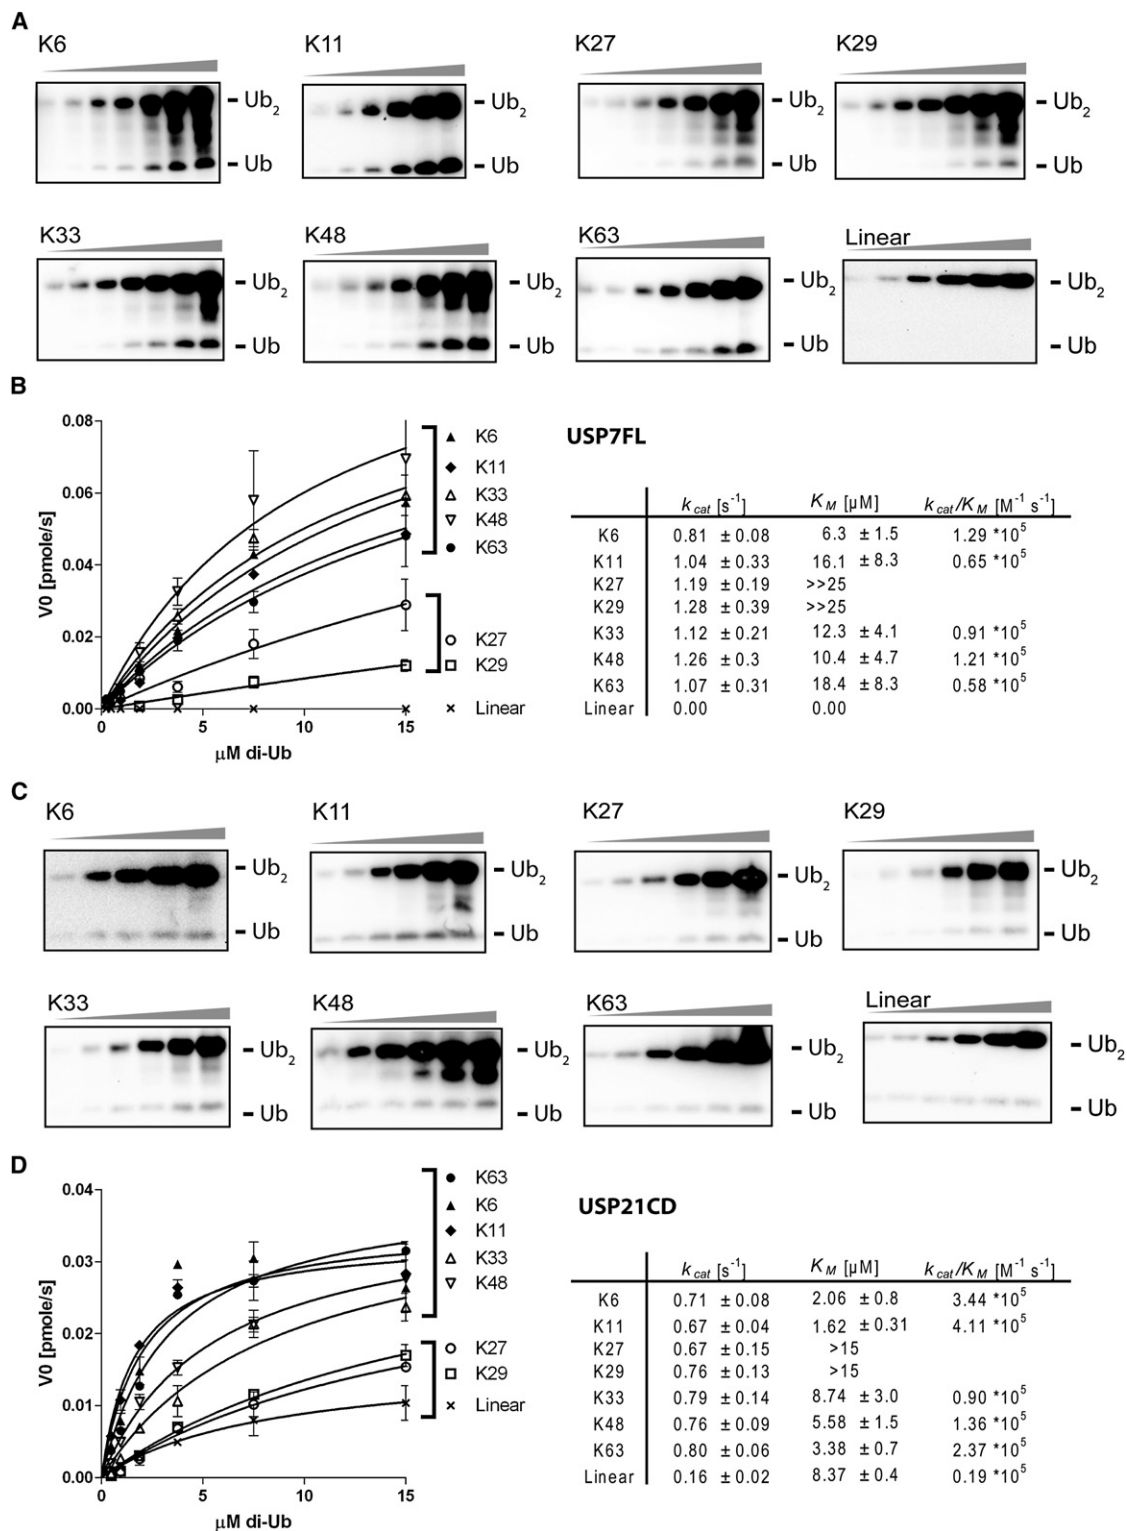 A
K6
K11
K27
K29
Ub2
Ub
Ub2
Ub
Ub2
Ub
Ub2
Ub
K33
K48
K63
Linear
Ub2
Ub
Ub2
Ub
Ub2
Ub
Ub2
Ub
B
0.08
0.06
0.04
0.02
0.00
V0 [pmole/s]
0 5 10 15
µM di-Ub
K6
K11
K33
K48
K63
K27
K29
Linear
USP7FL
kcat [s-1] KM [µM] kcat/KM [M-1 s-1]
K6 0.81 ± 0.08 6.3 ± 1.5 1.29 *10^5
K11 1.04 ± 0.33 16.1 ± 8.3 0.65 *10^5
K27 1.19 ± 0.19 >>25
K29 1.28 ± 0.39 >>25
K33 1.12 ± 0.21 12.3 ± 4.1 0.91 *10^5
K48 1.26 ± 0.3 10.4 ± 4.7 1.21 *10^5
K63 1.07 ± 0.31 18.4 ± 8.3 0.58 *10^5
Linear 0.00 0.00
C
K6
K11
K27
K29
Ub2
Ub
Ub2
Ub
Ub2
Ub
Ub2
Ub
K33
K48
K63
Linear
Ub2
Ub
Ub2
Ub
Ub2
Ub
Ub2
Ub
D
0.04
0.03
0.02
0.01
0.00
V0 [pmole/s]
0 5 10 15
µM di-Ub
K63
K6
K11
K33
K48
K27
K29
Linear
USP21CD
kcat [s-1] KM [µM] kcat/KM [M-1 s-1]
K6 0.71 ± 0.08 2.06 ± 0.8 3.44 *10^5
K11 0.67 ± 0.04 1.62 ± 0.31 4.11 *10^5
K27 0.67 ± 0.15 >15
K29 0.76 ± 0.13 >15
K33 0.79 ± 0.14 8.74 ± 3.0 0.90 *10^5
K48 0.76 ± 0.09 5.58 ± 1.5 1.36 *10^5
K63 0.80 ± 0.06 3.38 ± 0.7 2.37 *10^5
Linear 0.16 ± 0.02 8.37 ± 0.4 0.19 *10^5